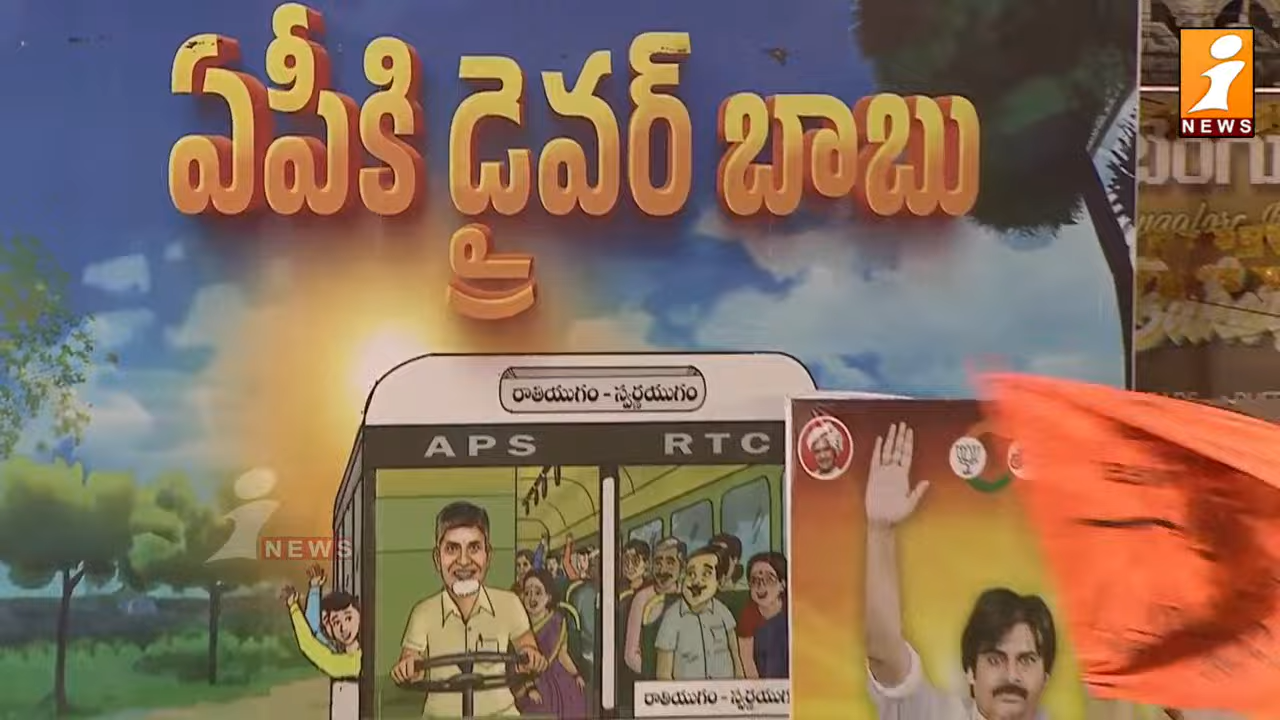 ఏపీకి డ్రైవర్ బాబు
i
NEWS
రాతియుగం - స్వర్ణయుగం
APS RTC
i
NEWS
రాతియుగం - స్వర్ణయుగ